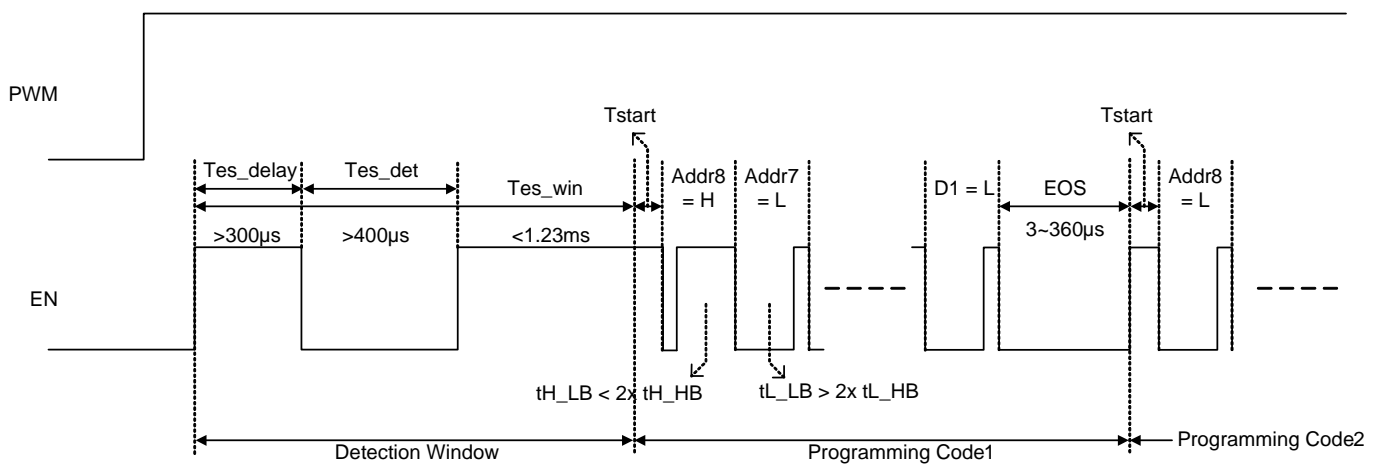 PWM
Tstart
Tstart
Tes_delay
Tes_det
Tes_win
Addr8
= H
Addr7
= L
D1 = L
EOS
Addr8
= L
>300µs
>400µs
<1.23ms
3~360µs
EN
tH_LB < 2x tH_HB
tL_LB > 2x tL_HB
Detection Window
Programming Code1
Programming Code2